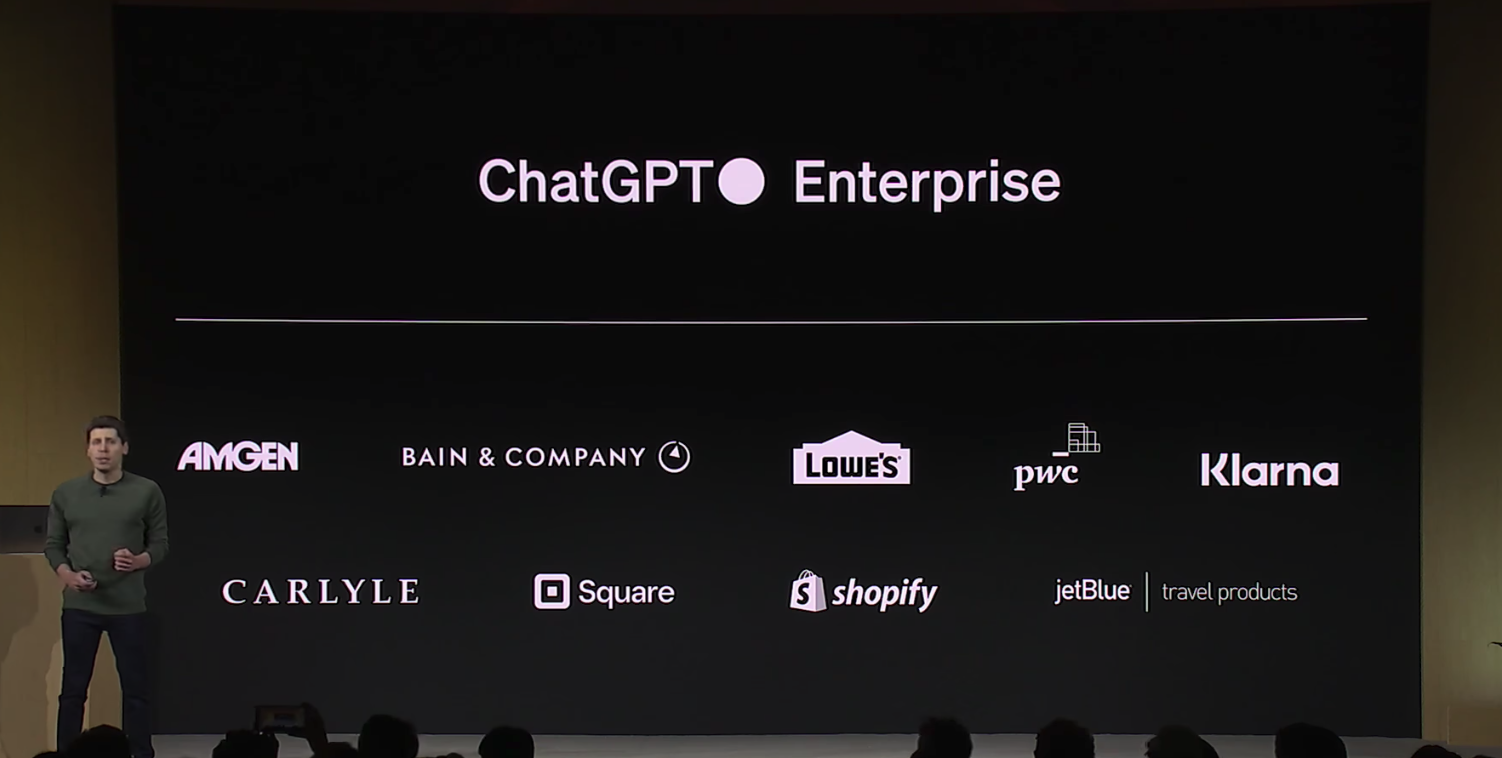 ChatGPT Enterprise
AMGEN
BAIN & COMPANY
LOWE'S
pwc
Klarna
CARLYLE
Square
shopify
jetBlue travel products